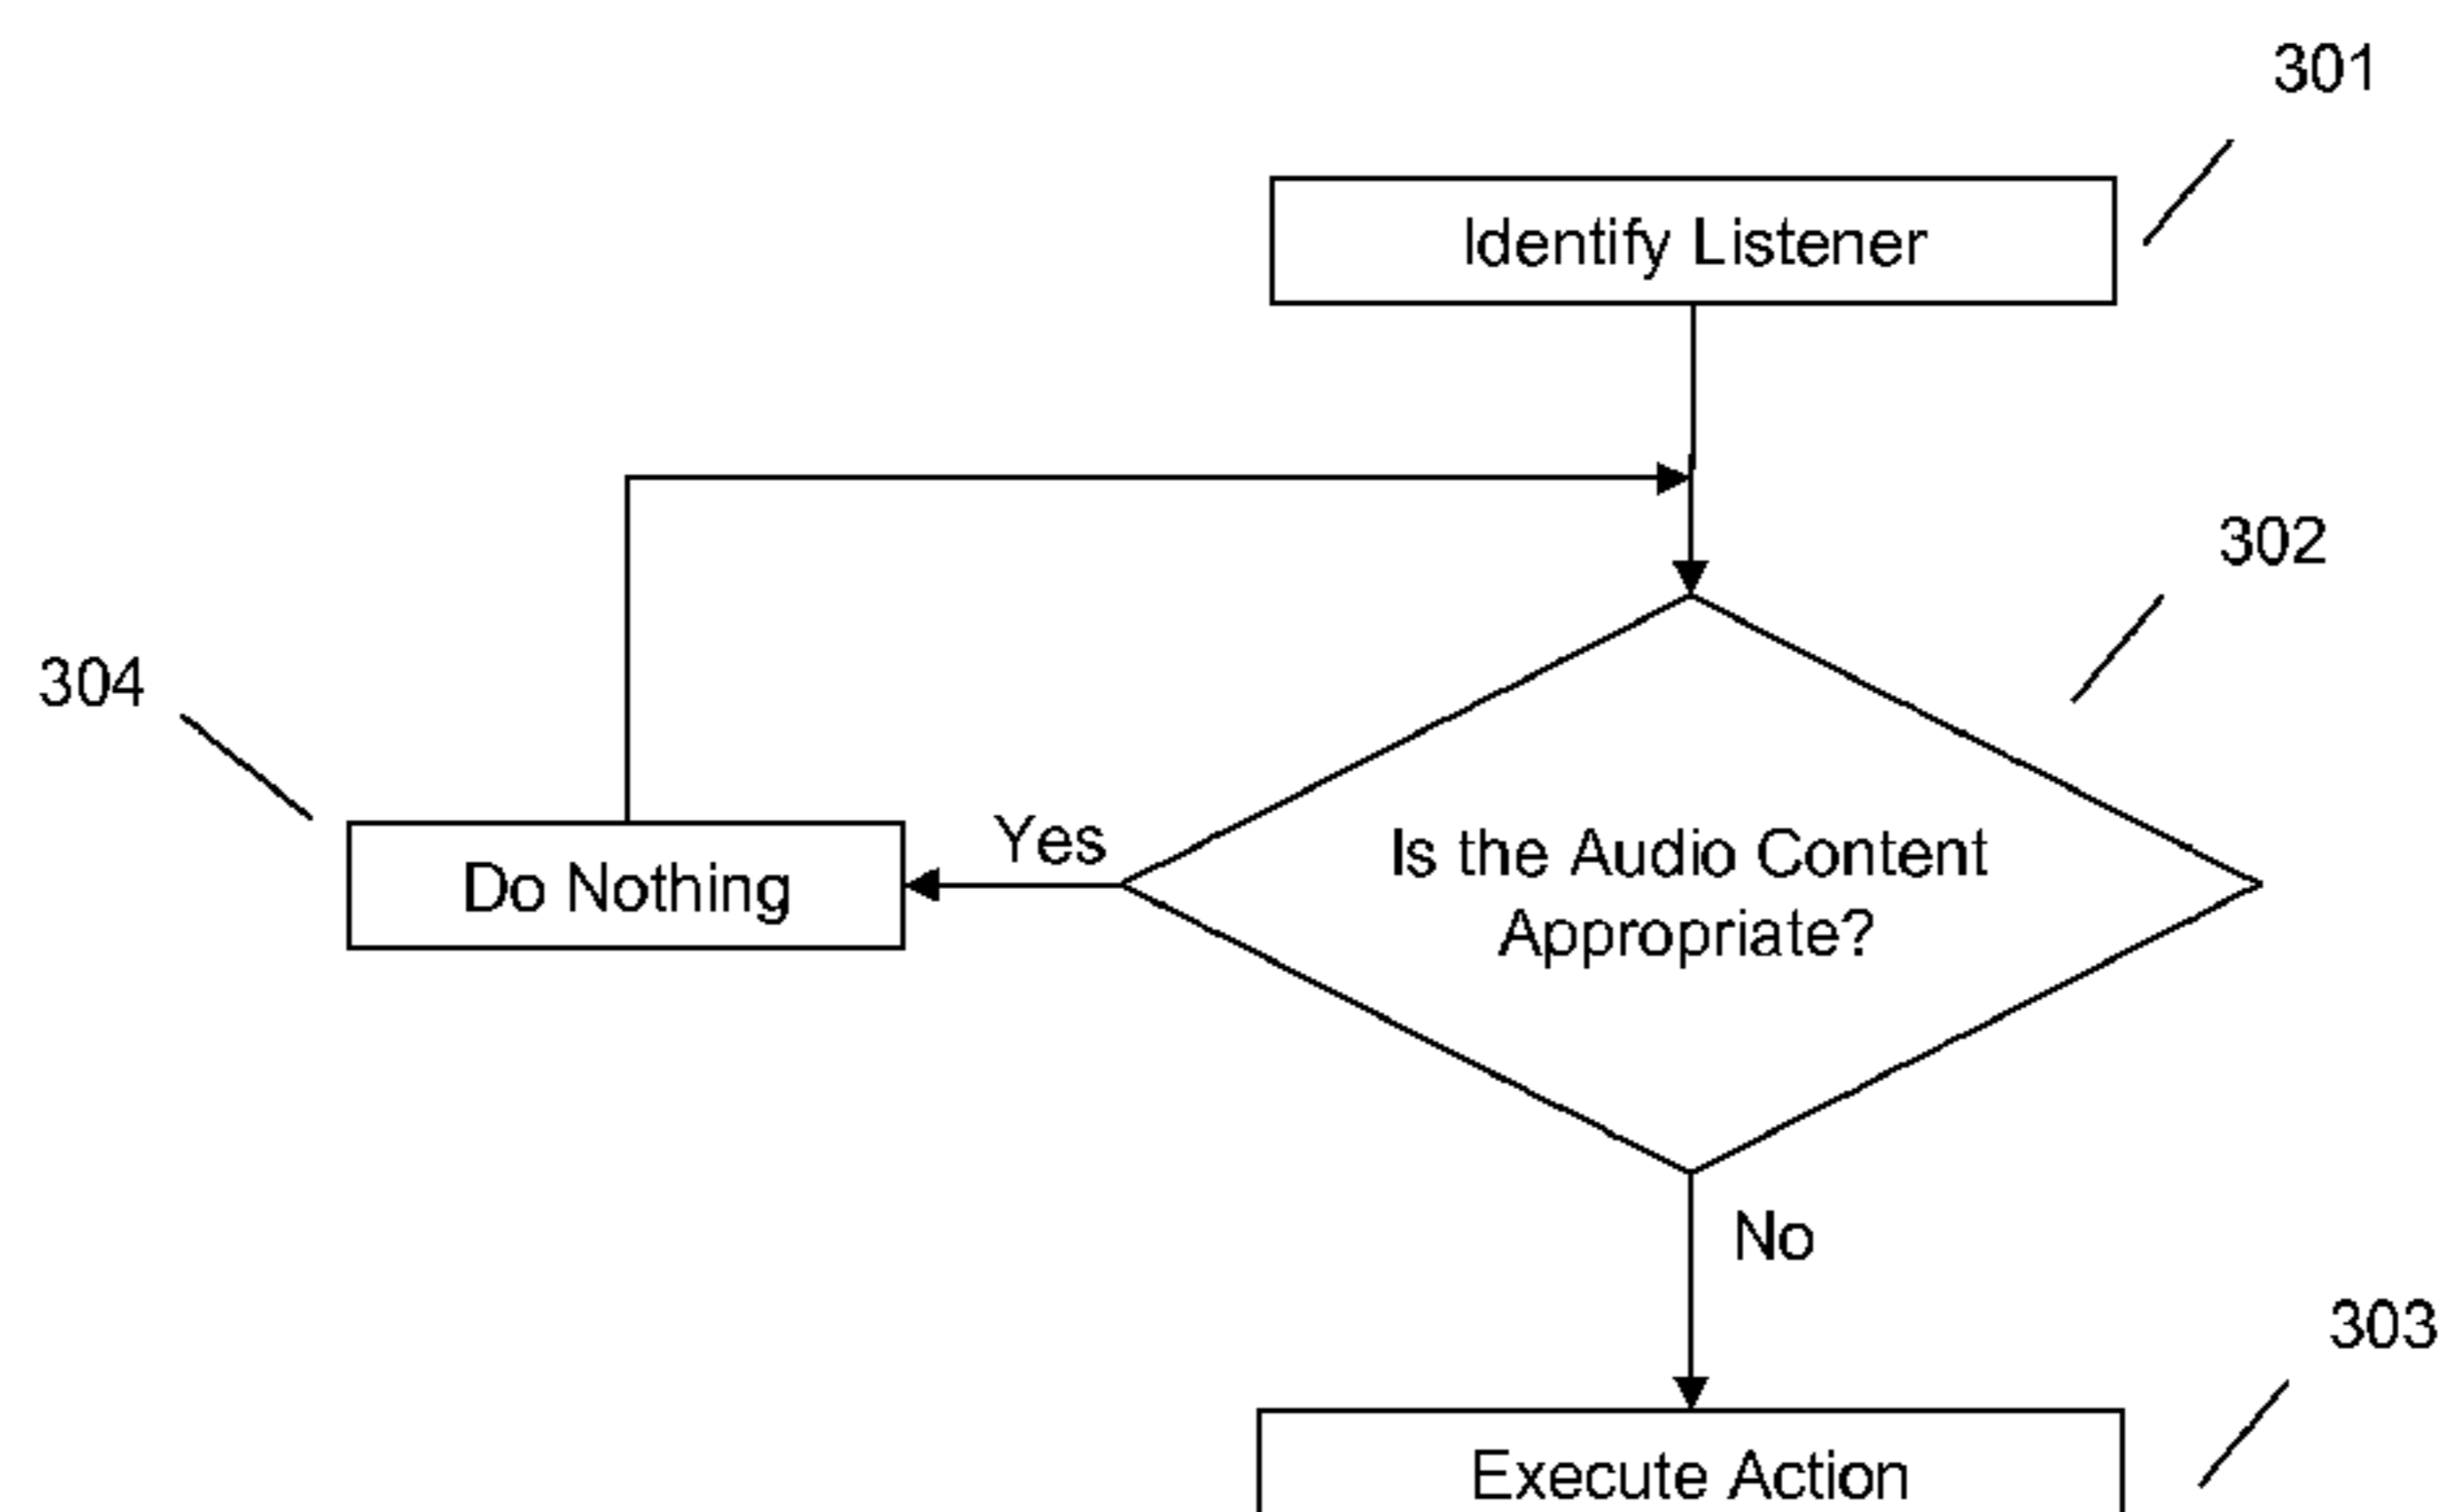 301
Identify Listener
302
304
Yes
Is the Audio Content
Appropriate?
Do Nothing
No
303
Execute Action